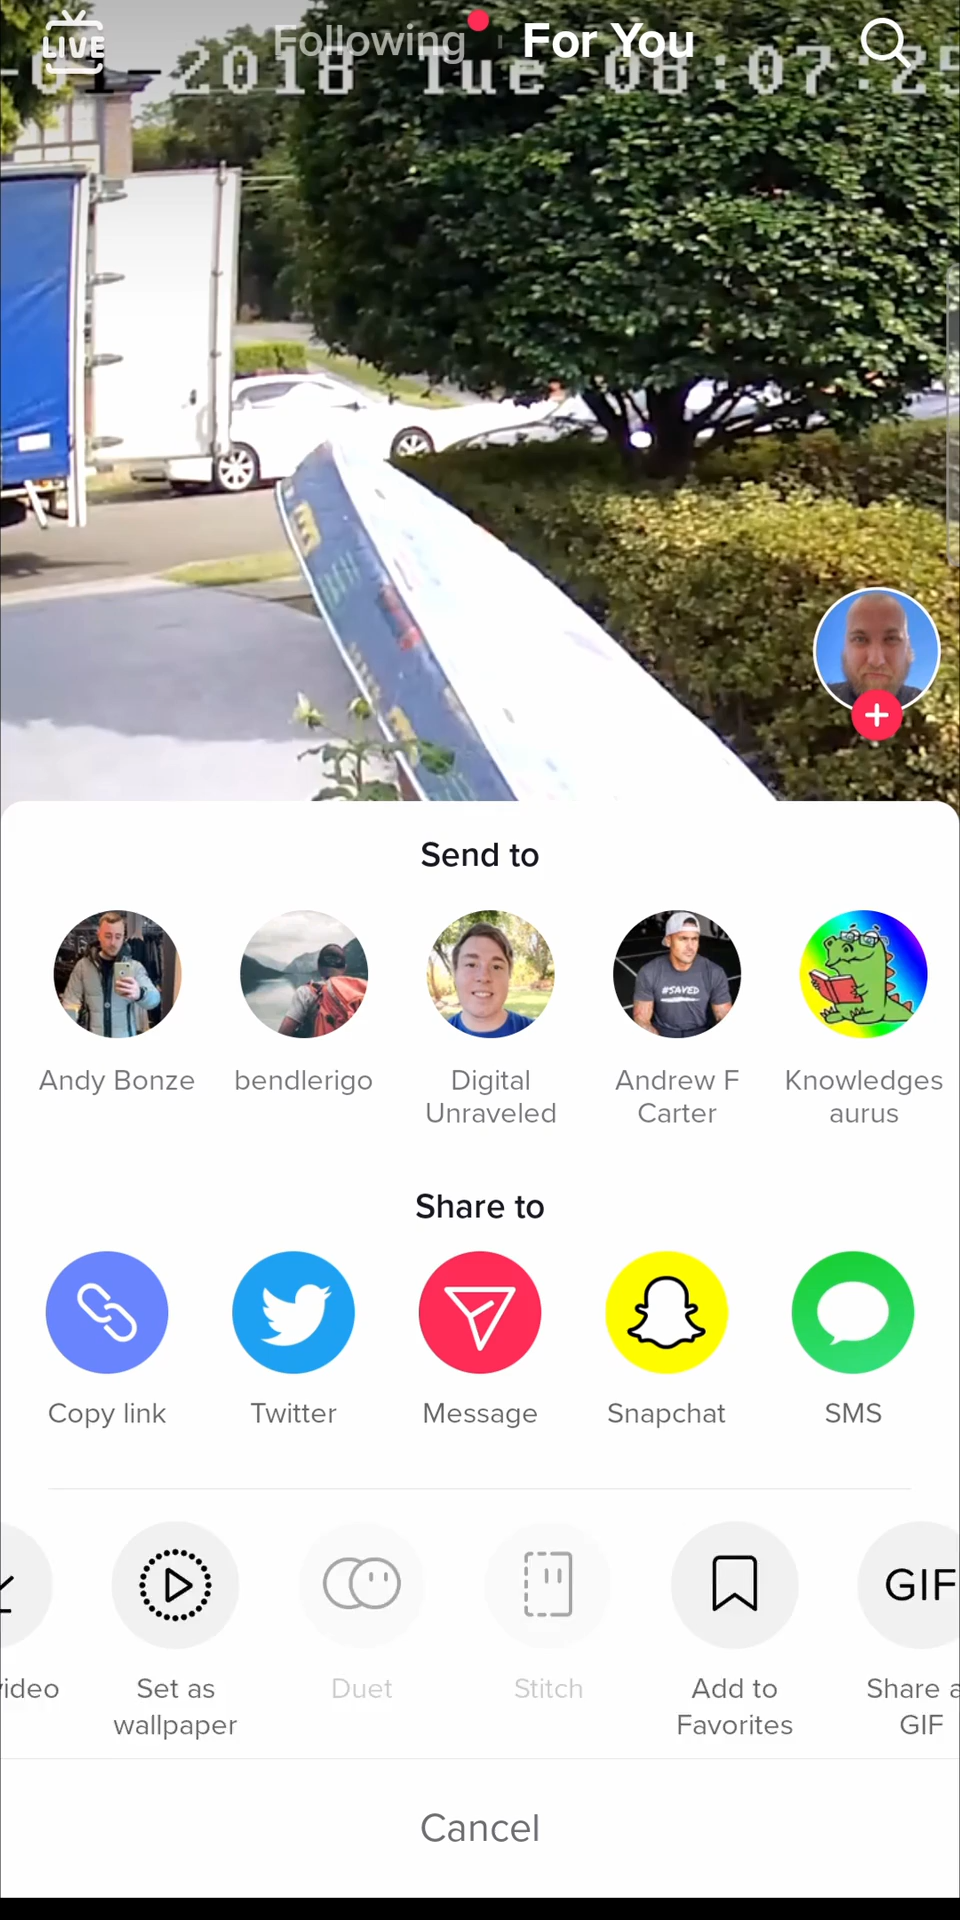 LIVE
Following
For You
-2018 Tue 08:07:25
Send to
Andy Bonze
bendlerigo
#SAVED
Digital
Unraveled
Andrew F
Carter
Knowledges
aurus
Share to
Copy link
Twitter
Message
Snapchat
SMS
GIF
ideo
Set as
wallpaper
Duet
Stitch
Add to
Favorites
Share a
GIF
Cancel